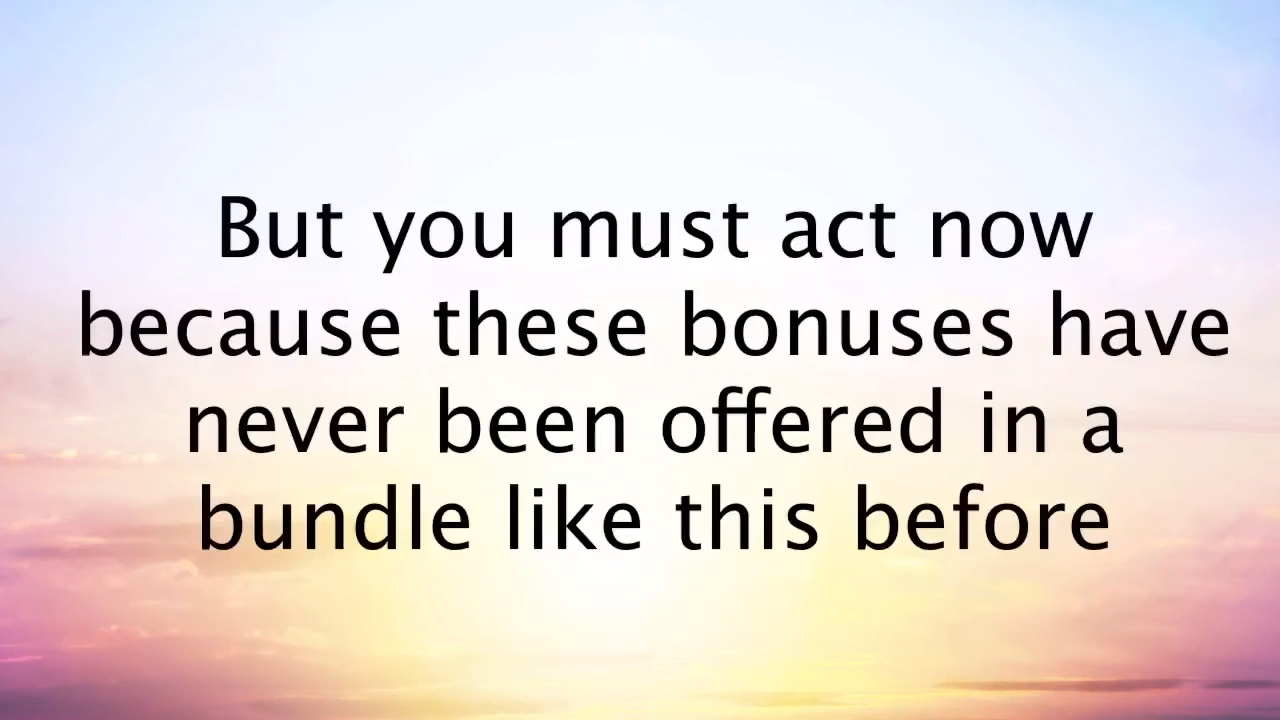 But you must act now
because these bonuses have
never been offered in a
bundle like this before